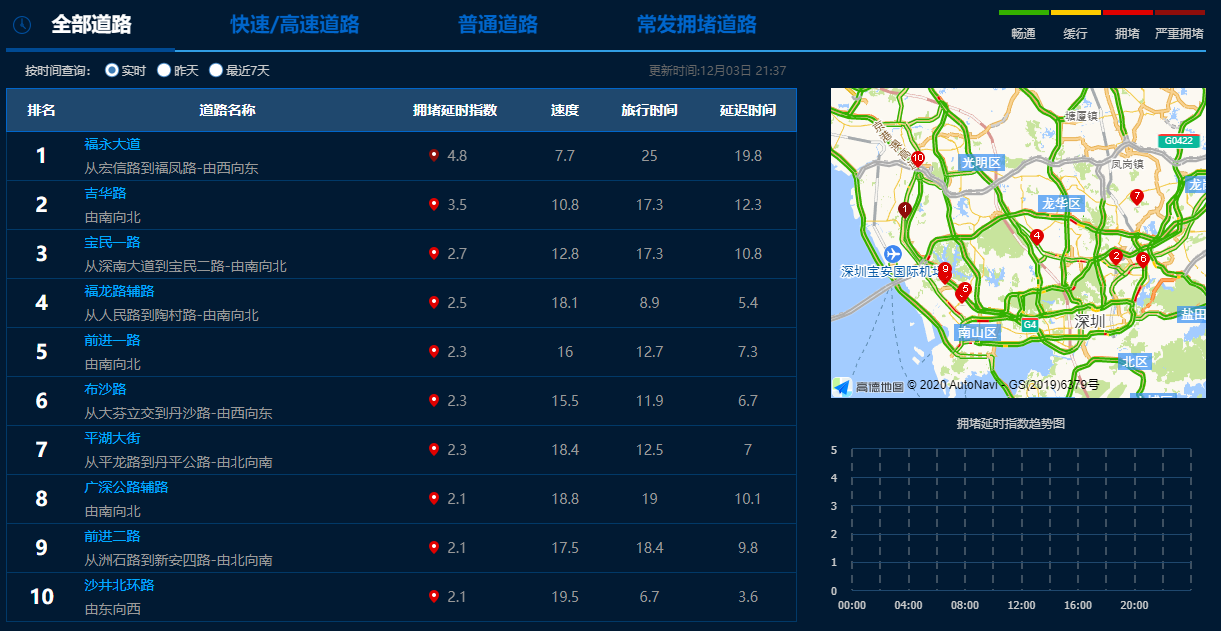 全部道路 快速/高速道路 普通道路 常发拥堵道路
畅通 缓行 拥堵 严重拥堵
按时间查询: 实时 昨天 最近7天 更新时间:12月03日 21:37
排名 道路名称 拥堵延时指数 速度 旅行时间 延迟时间
1 福永大道 4.8 7.7 25 19.8
从宏信路到福凤路-由西向东
2 吉华路 3.5 10.8 17.3 12.3
由南向北
3 宝民一路 2.7 12.8 17.3 10.8
从深南大道到宝民二路-由南向北
4 福龙路辅路 2.5 18.1 8.9 5.4
从人民路到陶村路-由南向北
5 前进一路 2.3 16 12.7 7.3
由南向北
6 布沙路 2.3 15.5 11.9 6.7
从大芬立交到丹沙路-由西向东
7 平湖大街 2.3 18.4 12.5 7
从平龙路到丹平公路-由北向南
8 广深公路辅路 2.1 18.8 19 10.1
由南向北
9 前进二路 2.1 17.5 18.4 9.8
从洲石路到新安四路-由北向南
10 沙井北环路 2.1 19.5 6.7 3.6
由东向西
塘厦镇
G0422
10
光明区
凤岗镇
龙
7
1
龙华区
4
2
6
深圳宝安国际机场
9
5
G4
深圳
盐田
南山区
北区
高德地图 © 2020 AutoNavi - GS(2019)6379号
拥堵延时指数趋势图
5
4
3
2
1
0
00:00 04:00 08:00 12:00 16:00 20:00